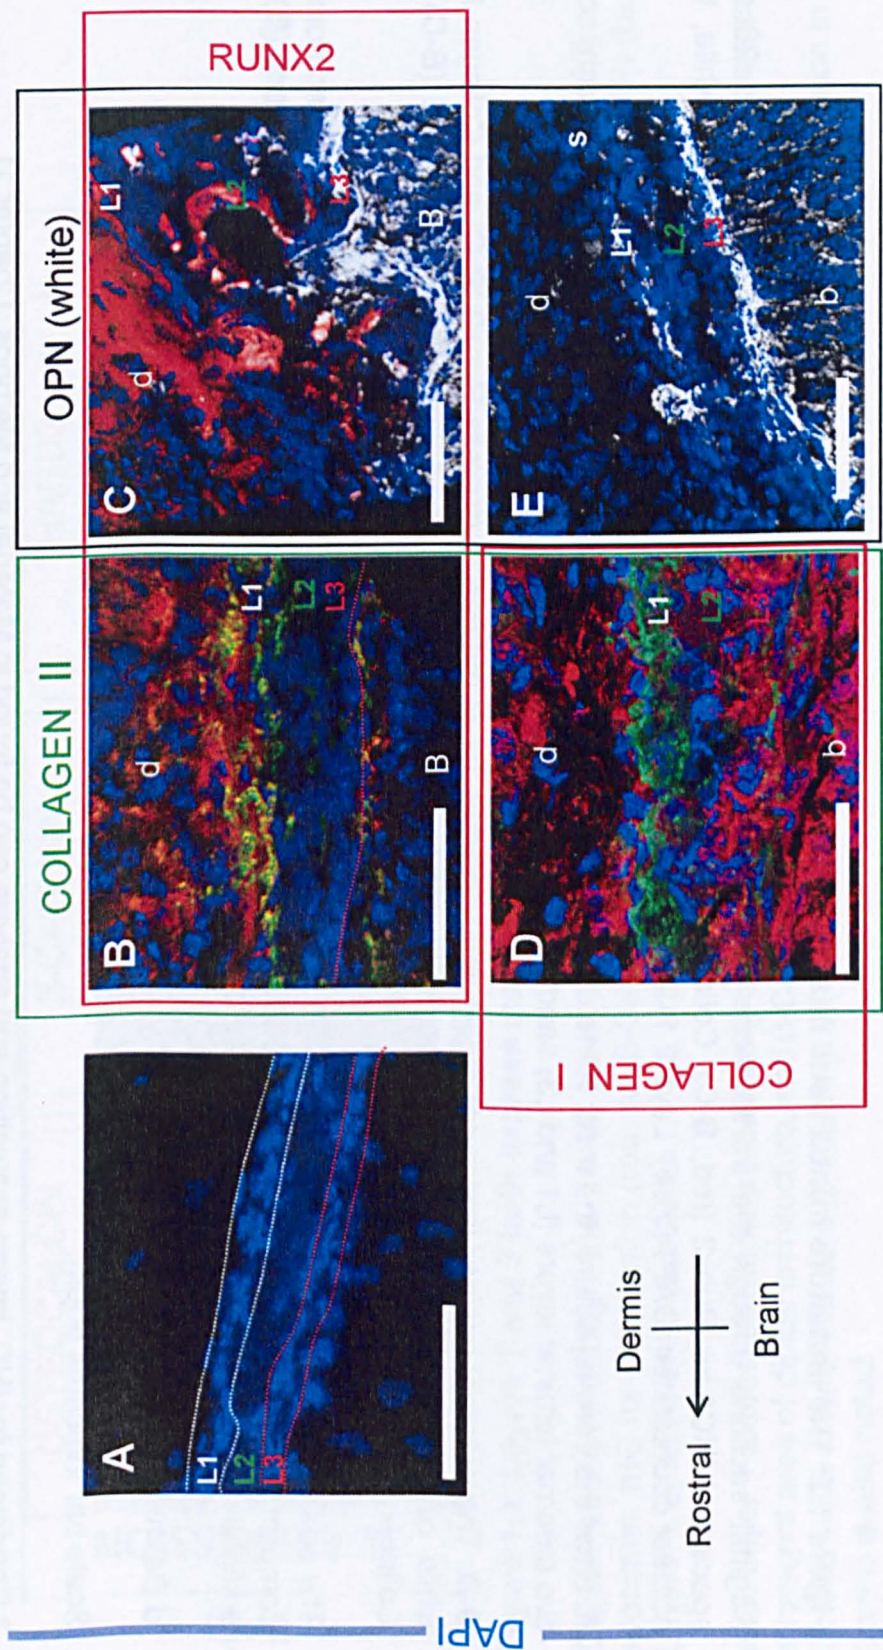 DAPI
COLLAGEN II
OPN (white)
RUNX2
COLLAGEN I
A
L1
L2
L3
B
d
L1
L2
L3
B
C
d
L1
L2
L3
B
D
d
L1
L2
L3
b
E
d
s
L1
L2
L3
b
Dermis
Rostral
Brain